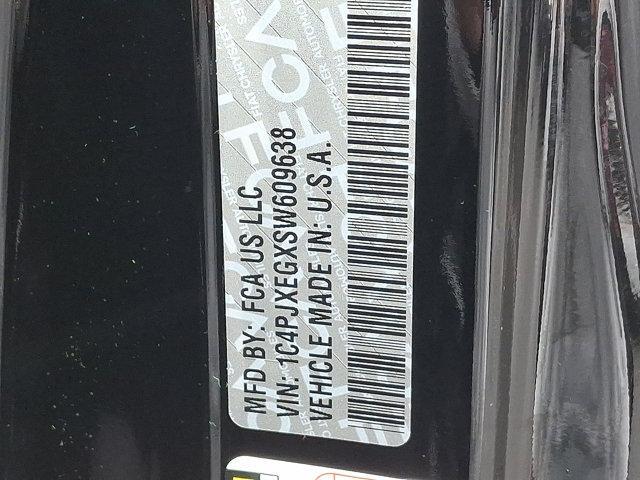 MFD BY: FCA US LLC
VIN: 1C4PJXEGXSW609638
VEHICLE MADE IN: U.S.A.